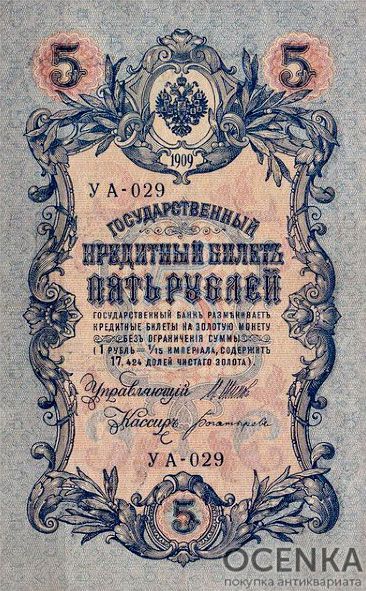 5 5
1909
УА-029
ГОСУДАРСТВЕННЫЙ
КРЕДИТНЫЙ БИЛЕТЪ
ПЯТЬ РУБЛЕЙ
ГОСУДАРСТВЕННЫЙ БАНКЪ РАЗМѢНИВАЕТЪ
КРЕДИТНЫЕ БИЛЕТЫ НА ЗОЛОТУЮ МОНЕТУ
БЕЗЪ ОГРАНИЧЕНІЯ СУММЫ
(1 РУБЛЬ = 1/15 ИМПЕРІАЛА, СОДЕРЖИТЪ
17,424 ДОЛЕЙ ЧИСТАГО ЗОЛОТА.)
Управляющій
Кассиръ
УА-029
5
OCENKA
покупка антиквариата